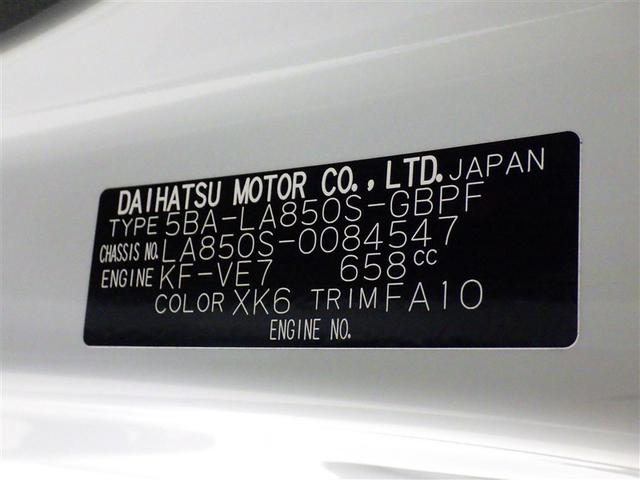 DAIHATSU MOTOR CO., LTD. JAPAN
TYPE 5BA-LA850S-GBPF
CHASSIS NO. LA850S-0084547
ENGINE KF-VE7 658cc
COLOR XK6 TRIM FA10
ENGINE NO.